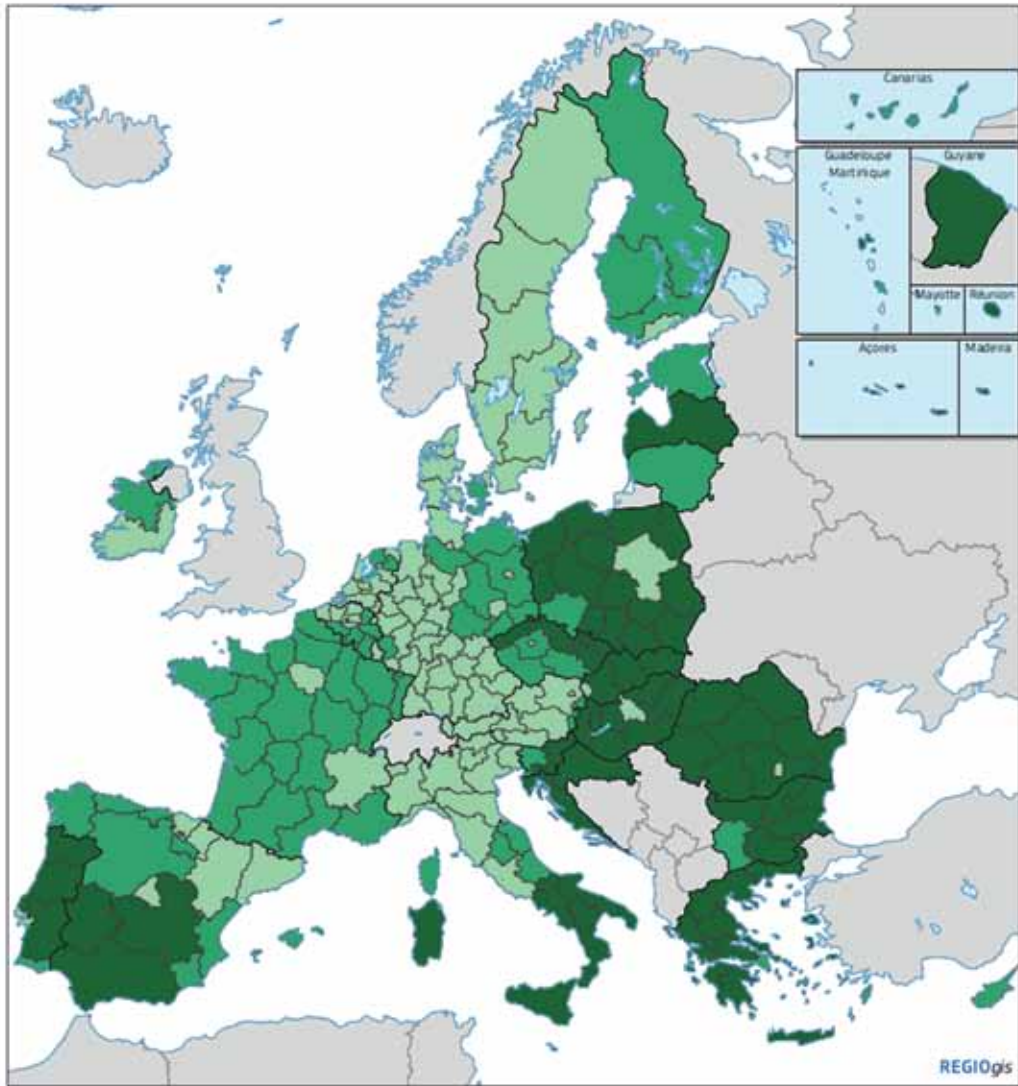 Canarias
Guadeloupe
Martinique
Guyane
Mayotte
Réunion
Açores
Madeira
REGIOgis